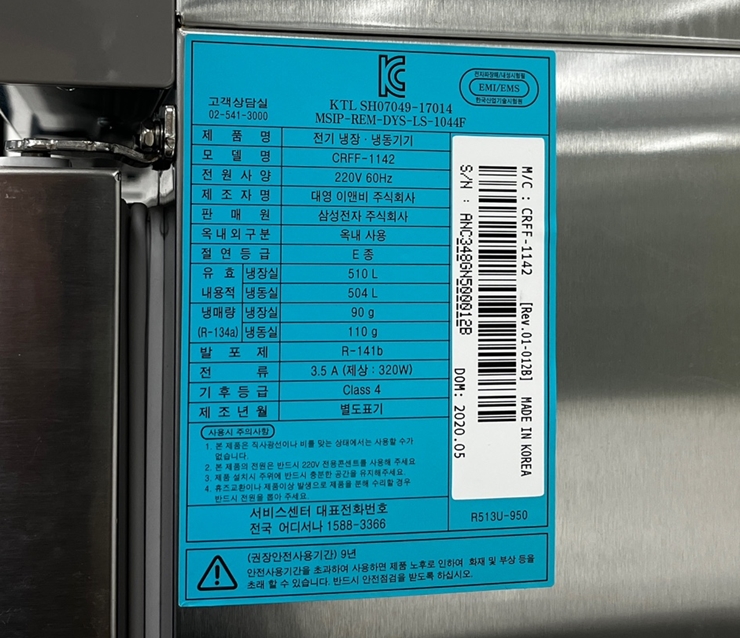 KC
전자파장해/내성시험필
EMI/EMS
한국산업기술시험원
고객상담실
02-541-3000
KTL SH07049-17014
MSIP-REM-DYS-LS-1044F
제 품 명 전기 냉장 · 냉동기기
모 델 명 CRFF-1142
전 원 사 양 220V 60Hz
제 조 자 명 대영 이앤비 주식회사
판 매 원 삼성전자 주식회사
옥내외구분 옥내 사용
절 연 등 급 E 종
유 효 냉장실 510 L
내용적 냉동실 504 L
냉매량 냉장실 90 g
(R-134a) 냉동실 110 g
발 포 제 R-141b
전 류 3.5 A (제상 : 320W)
기 후 등 급 Class 4
제 조 년 월 별도표기
사용시 주의사항
1. 본 제품은 직사광선이나 비를 맞는 상태에서는 사용할 수가
없습니다.
2. 본 제품의 전원은 반드시 220V 전용콘센트를 사용해 주세요
3. 제품 설치시 주위에 반드시 충분한 공간을 유지해주세요.
4. 휴즈교환이나 제품이상 발생으로 제품을 분해 수리할 경우
반드시 전원을 뽑아 주세요.
서비스센터 대표전화번호
전국 어디서나 1588-3366
M/C : CRFF-1142 [Rev.01-012B] MADE IN KOREA
S/N : ANC348GN500012B DOM: 2020.05
R513U-950
(권장안전사용기간) 9년
안전사용기간을 초과하여 사용하면 제품 노후로 인하여 화재 및 부상 등을
초래 할 수 있습니다. 반드시 안전점검을 받도록 하십시오.